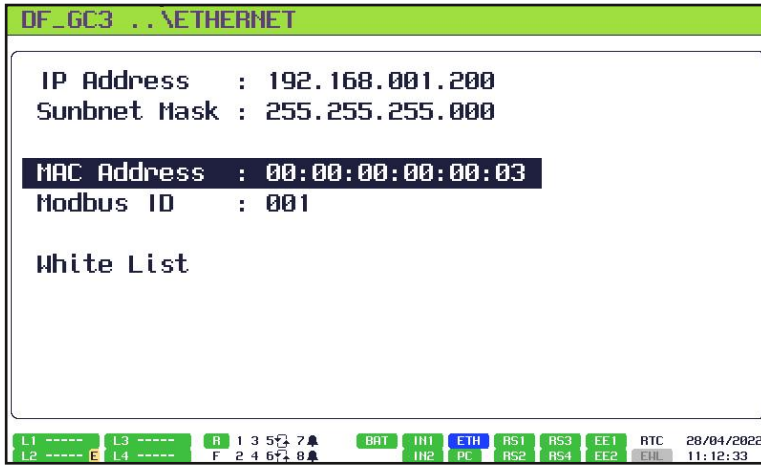 DF_GC3 ..\ETHERNET
IP Address : 192.168.001.200
Sunbnet Mask : 255.255.255.000
MAC Address : 00:00:00:00:00:03
Modbus ID : 001
White List
L1 ----- L3 ----- R 1 3 5 7 BAT IN1 ETH RS1 RS3 EE1 RTC 28/04/2022
L2 ----- E L4 ----- F 2 4 6 8 IN2 PC RS2 RS4 EE2 EWL 11:12:33